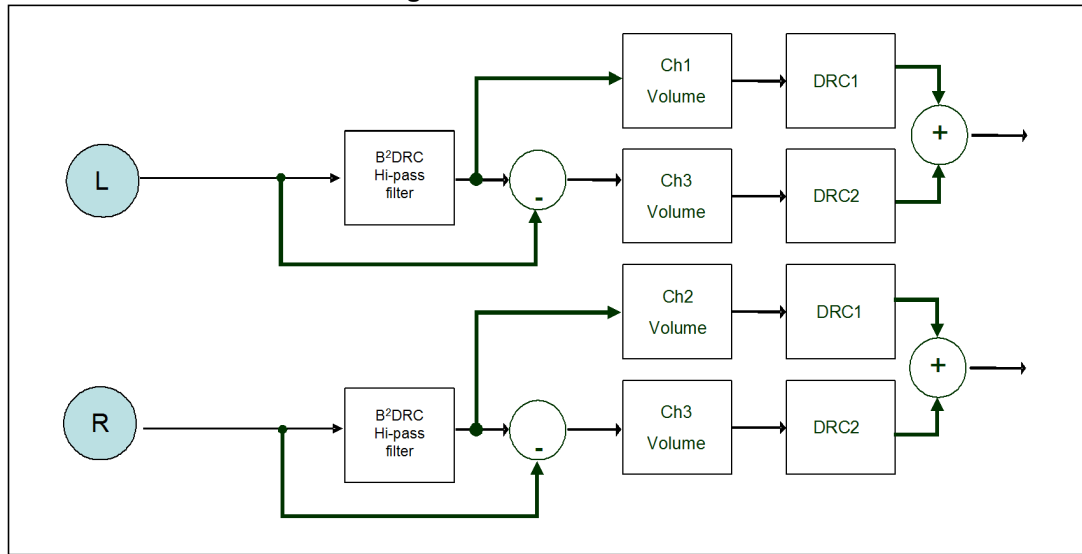 Ch1
Volume
DRC1
+
L
B²DRC
Hi-pass
filter
-
Ch3
Volume
DRC2
Ch2
Volume
DRC1
+
R
B²DRC
Hi-pass
filter
-
Ch3
Volume
DRC2